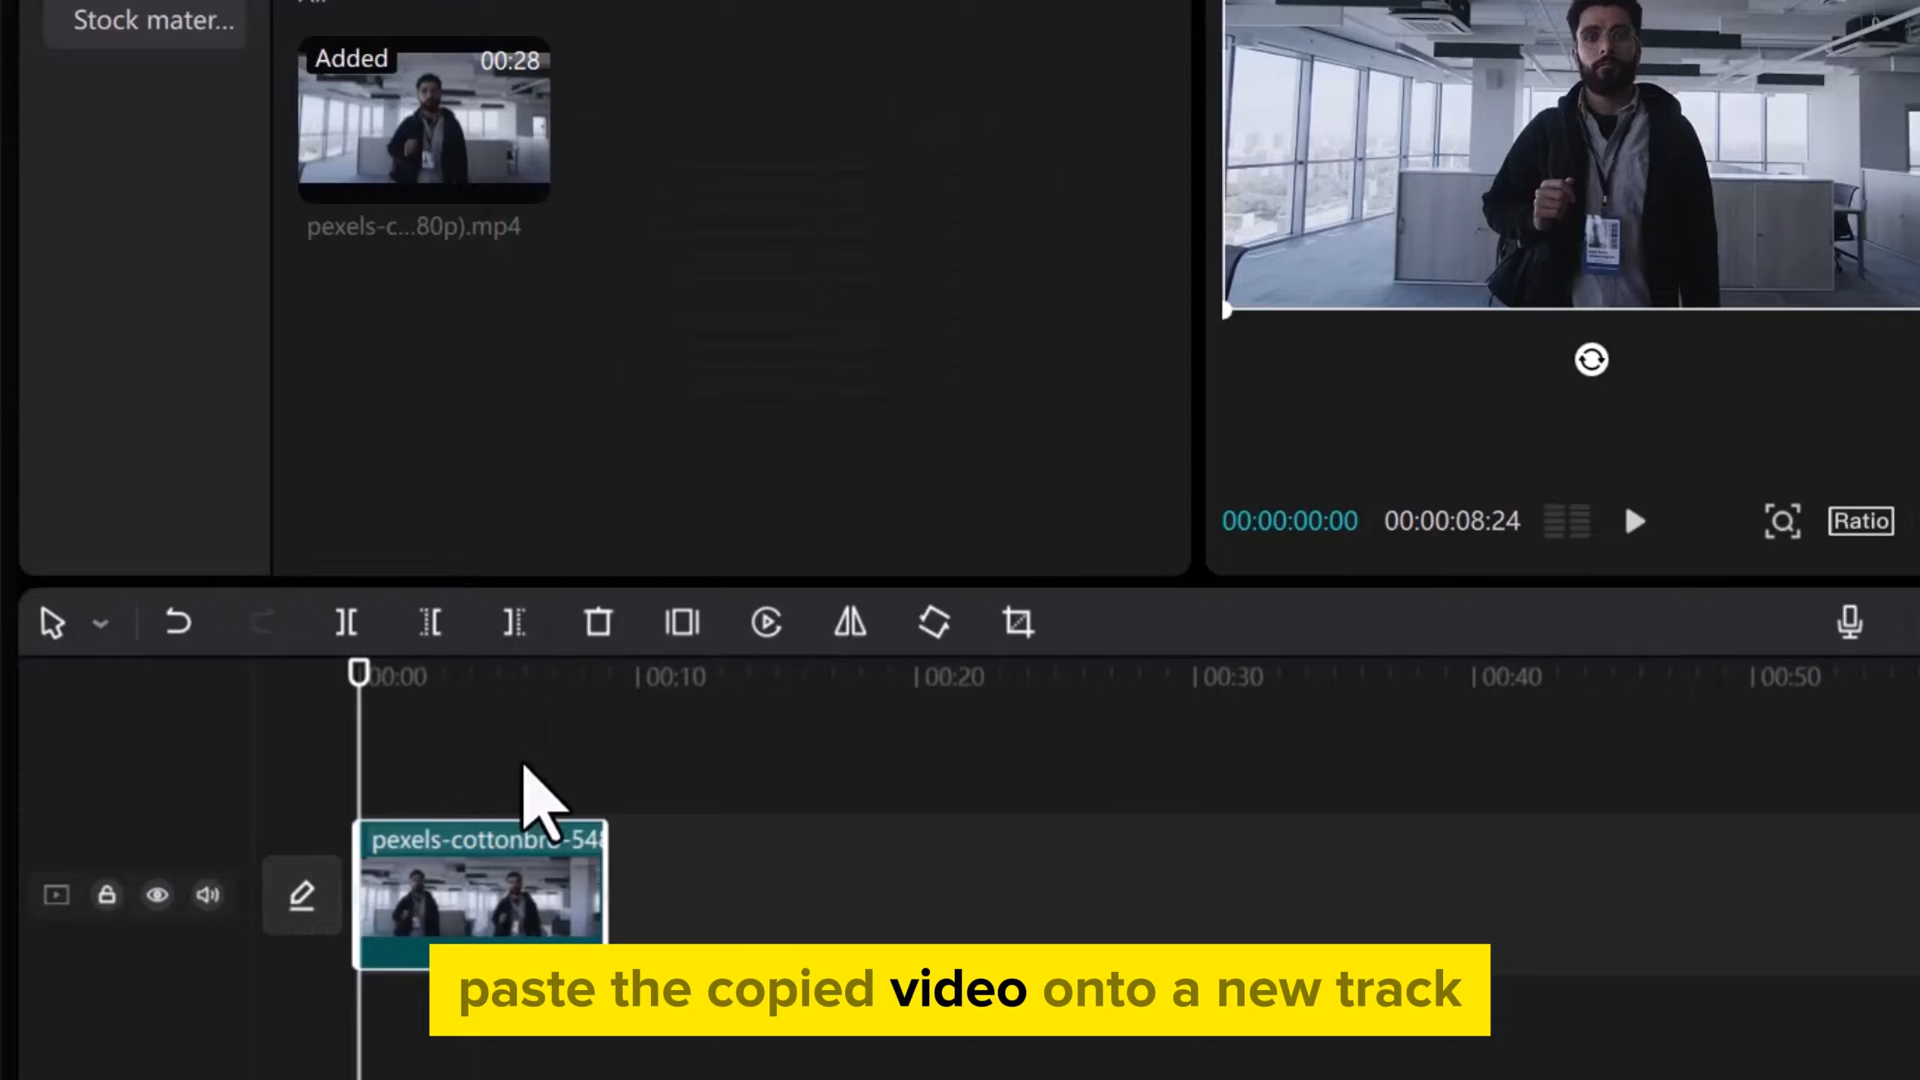 Stock mater...
Added
00:28
pexels-c...80p).mp4
00:00:00:00
00:00:08:24
Ratio
00:00
00:10
00:20
00:30
00:40
00:50
pexels-cottonbro-548
paste the copied video onto a new track